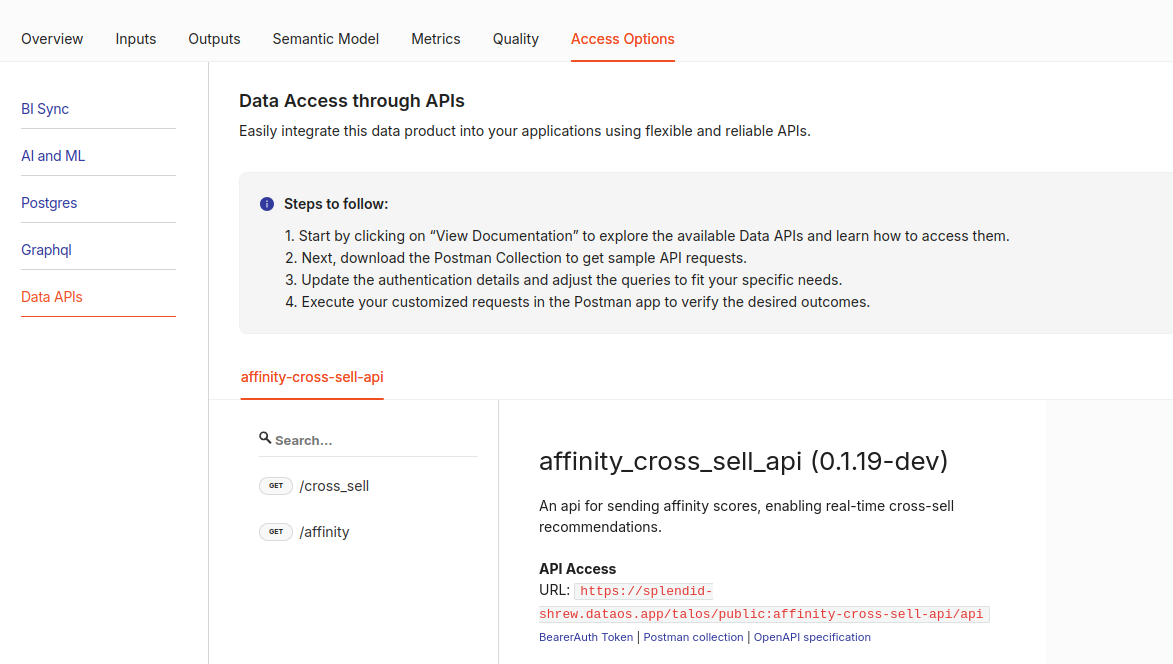 Overview Inputs Outputs Semantic Model Metrics Quality Access Options
BI Sync
AI and ML
Postgres
Graphql
Data APIs
Data Access through APIs
Easily integrate this data product into your applications using flexible and reliable APIs.
Steps to follow:
1. Start by clicking on “View Documentation” to explore the available Data APIs and learn how to access them.
2. Next, download the Postman Collection to get sample API requests.
3. Update the authentication details and adjust the queries to fit your specific needs.
4. Execute your customized requests in the Postman app to verify the desired outcomes.
affinity-cross-sell-api
Search...
GET /cross_sell
GET /affinity
affinity_cross_sell_api (0.1.19-dev)
An api for sending affinity scores, enabling real-time cross-sell
recommendations.
API Access
URL: https://splendid-
shrew.dataos.app/talos/public:affinity-cross-sell-api/api
BearerAuth Token | Postman collection | OpenAPI specification